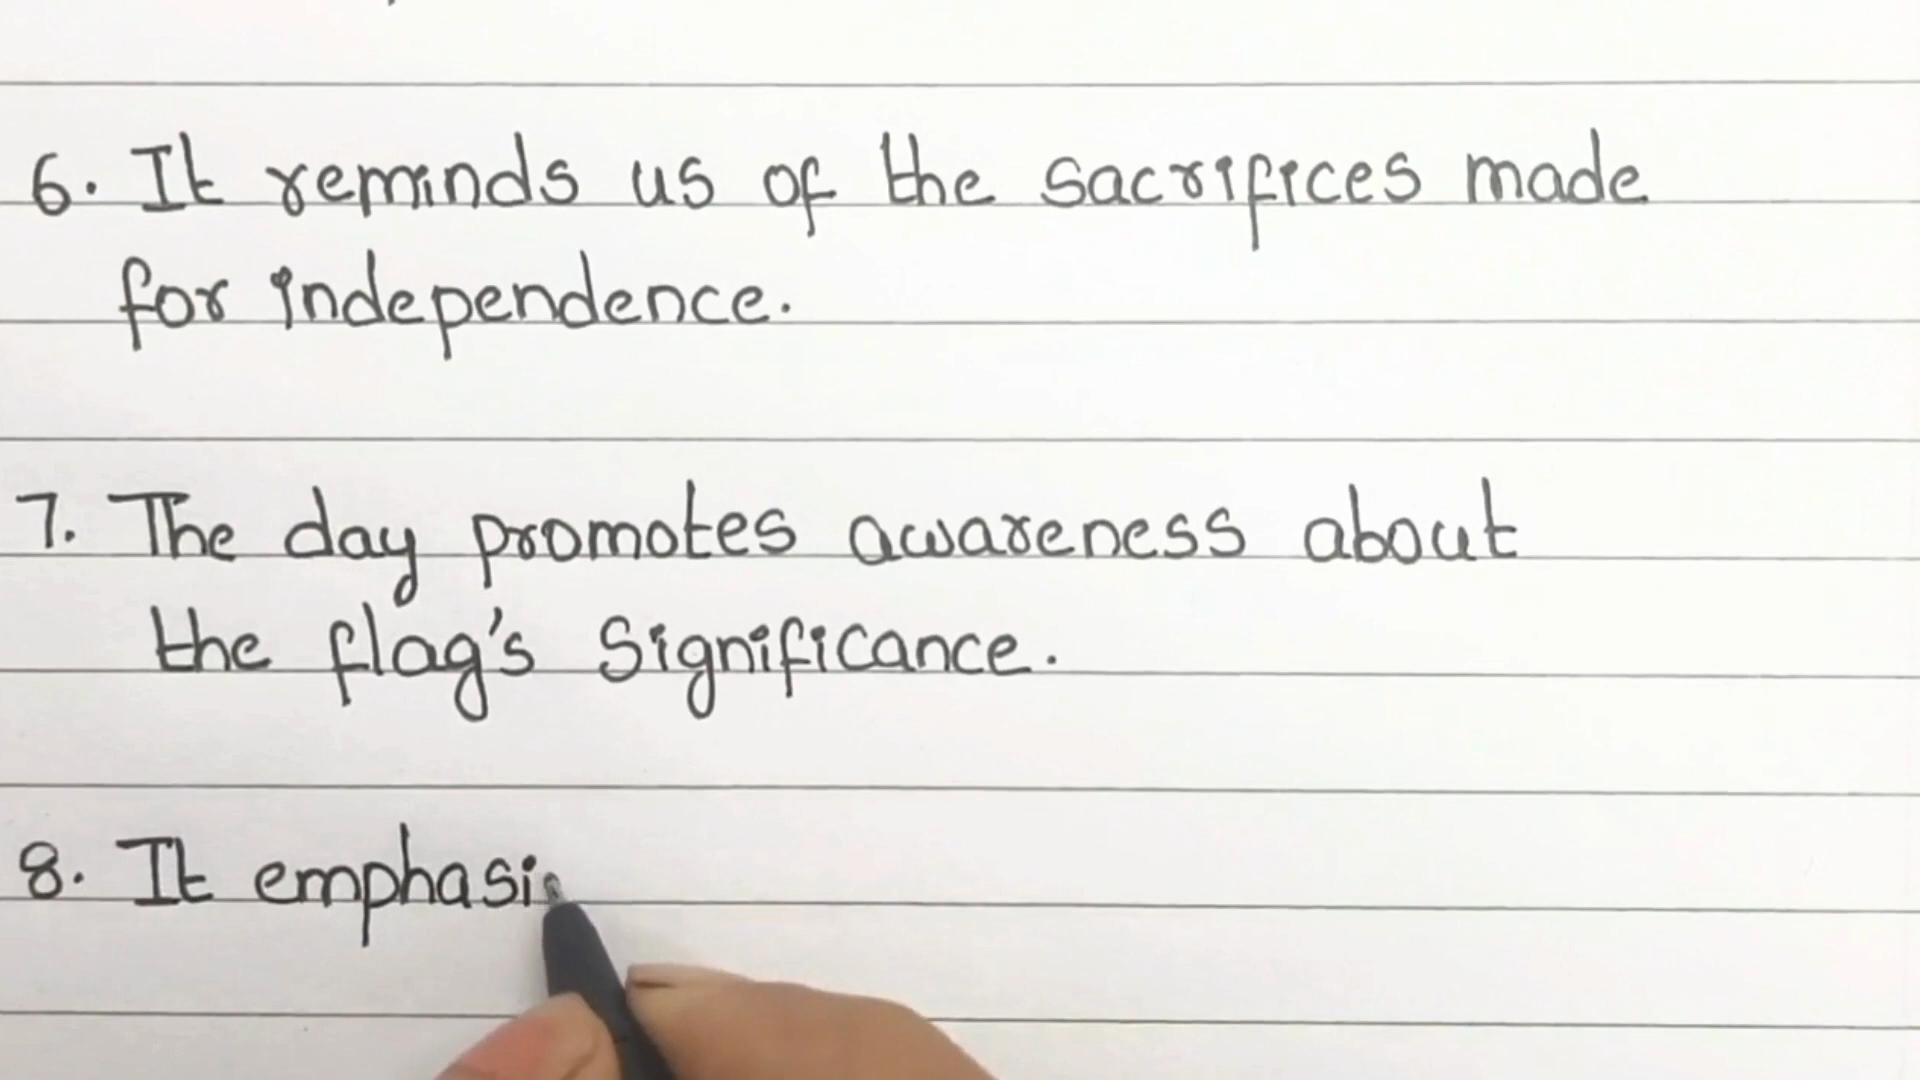 6. It reminds us of the sacrifices made
for independence.
7. The day promotes awareness about
the flag's Significance.
8. It emphasi